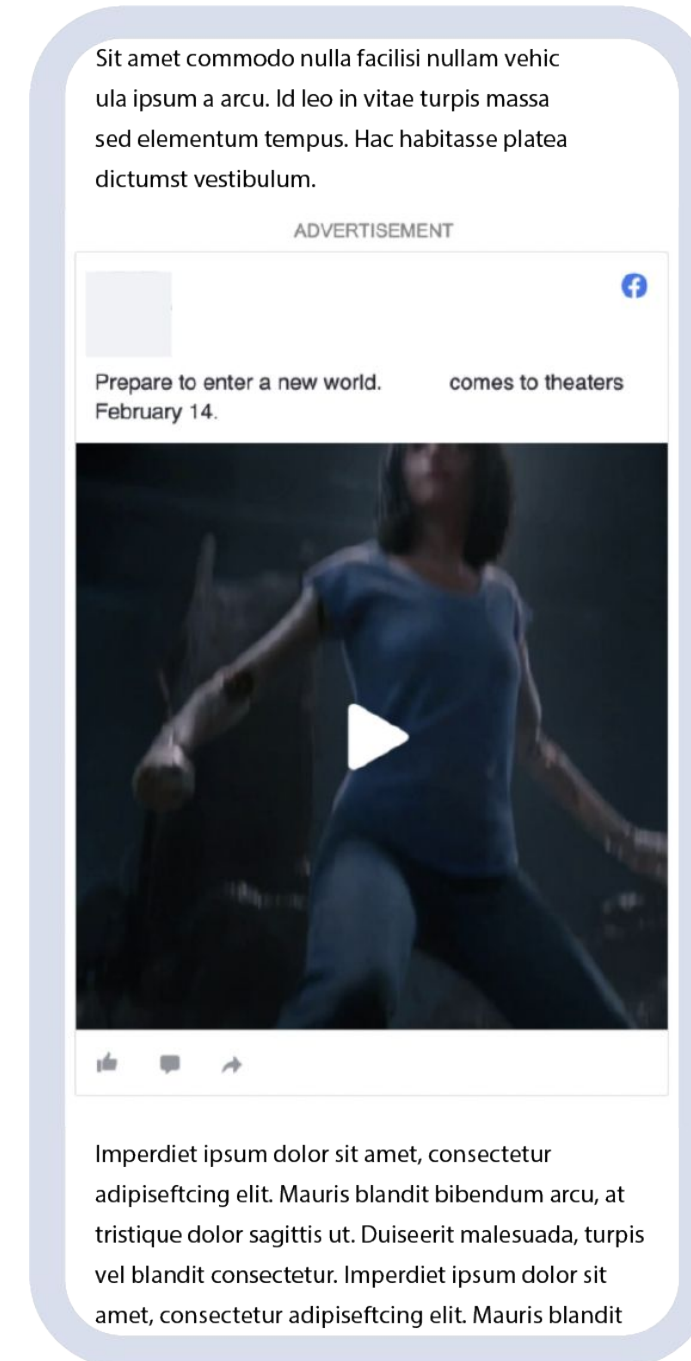 Sit amet commodo nulla facilisi nullam vehic
ula ipsum a arcu. Id leo in vitae turpis massa
sed elementum tempus. Hac habitasse platea
dictumst vestibulum.
ADVERTISEMENT
Prepare to enter a new world. comes to theaters
February 14.
Imperdiet ipsum dolor sit amet, consectetur
adipiseftcing elit. Mauris blandit bibendum arcu, at
tristique dolor sagittis ut. Duiseerit malesuada, turpis
vel blandit consectetur. Imperdiet ipsum dolor sit
amet, consectetur adipiseftcing elit. Mauris blandit